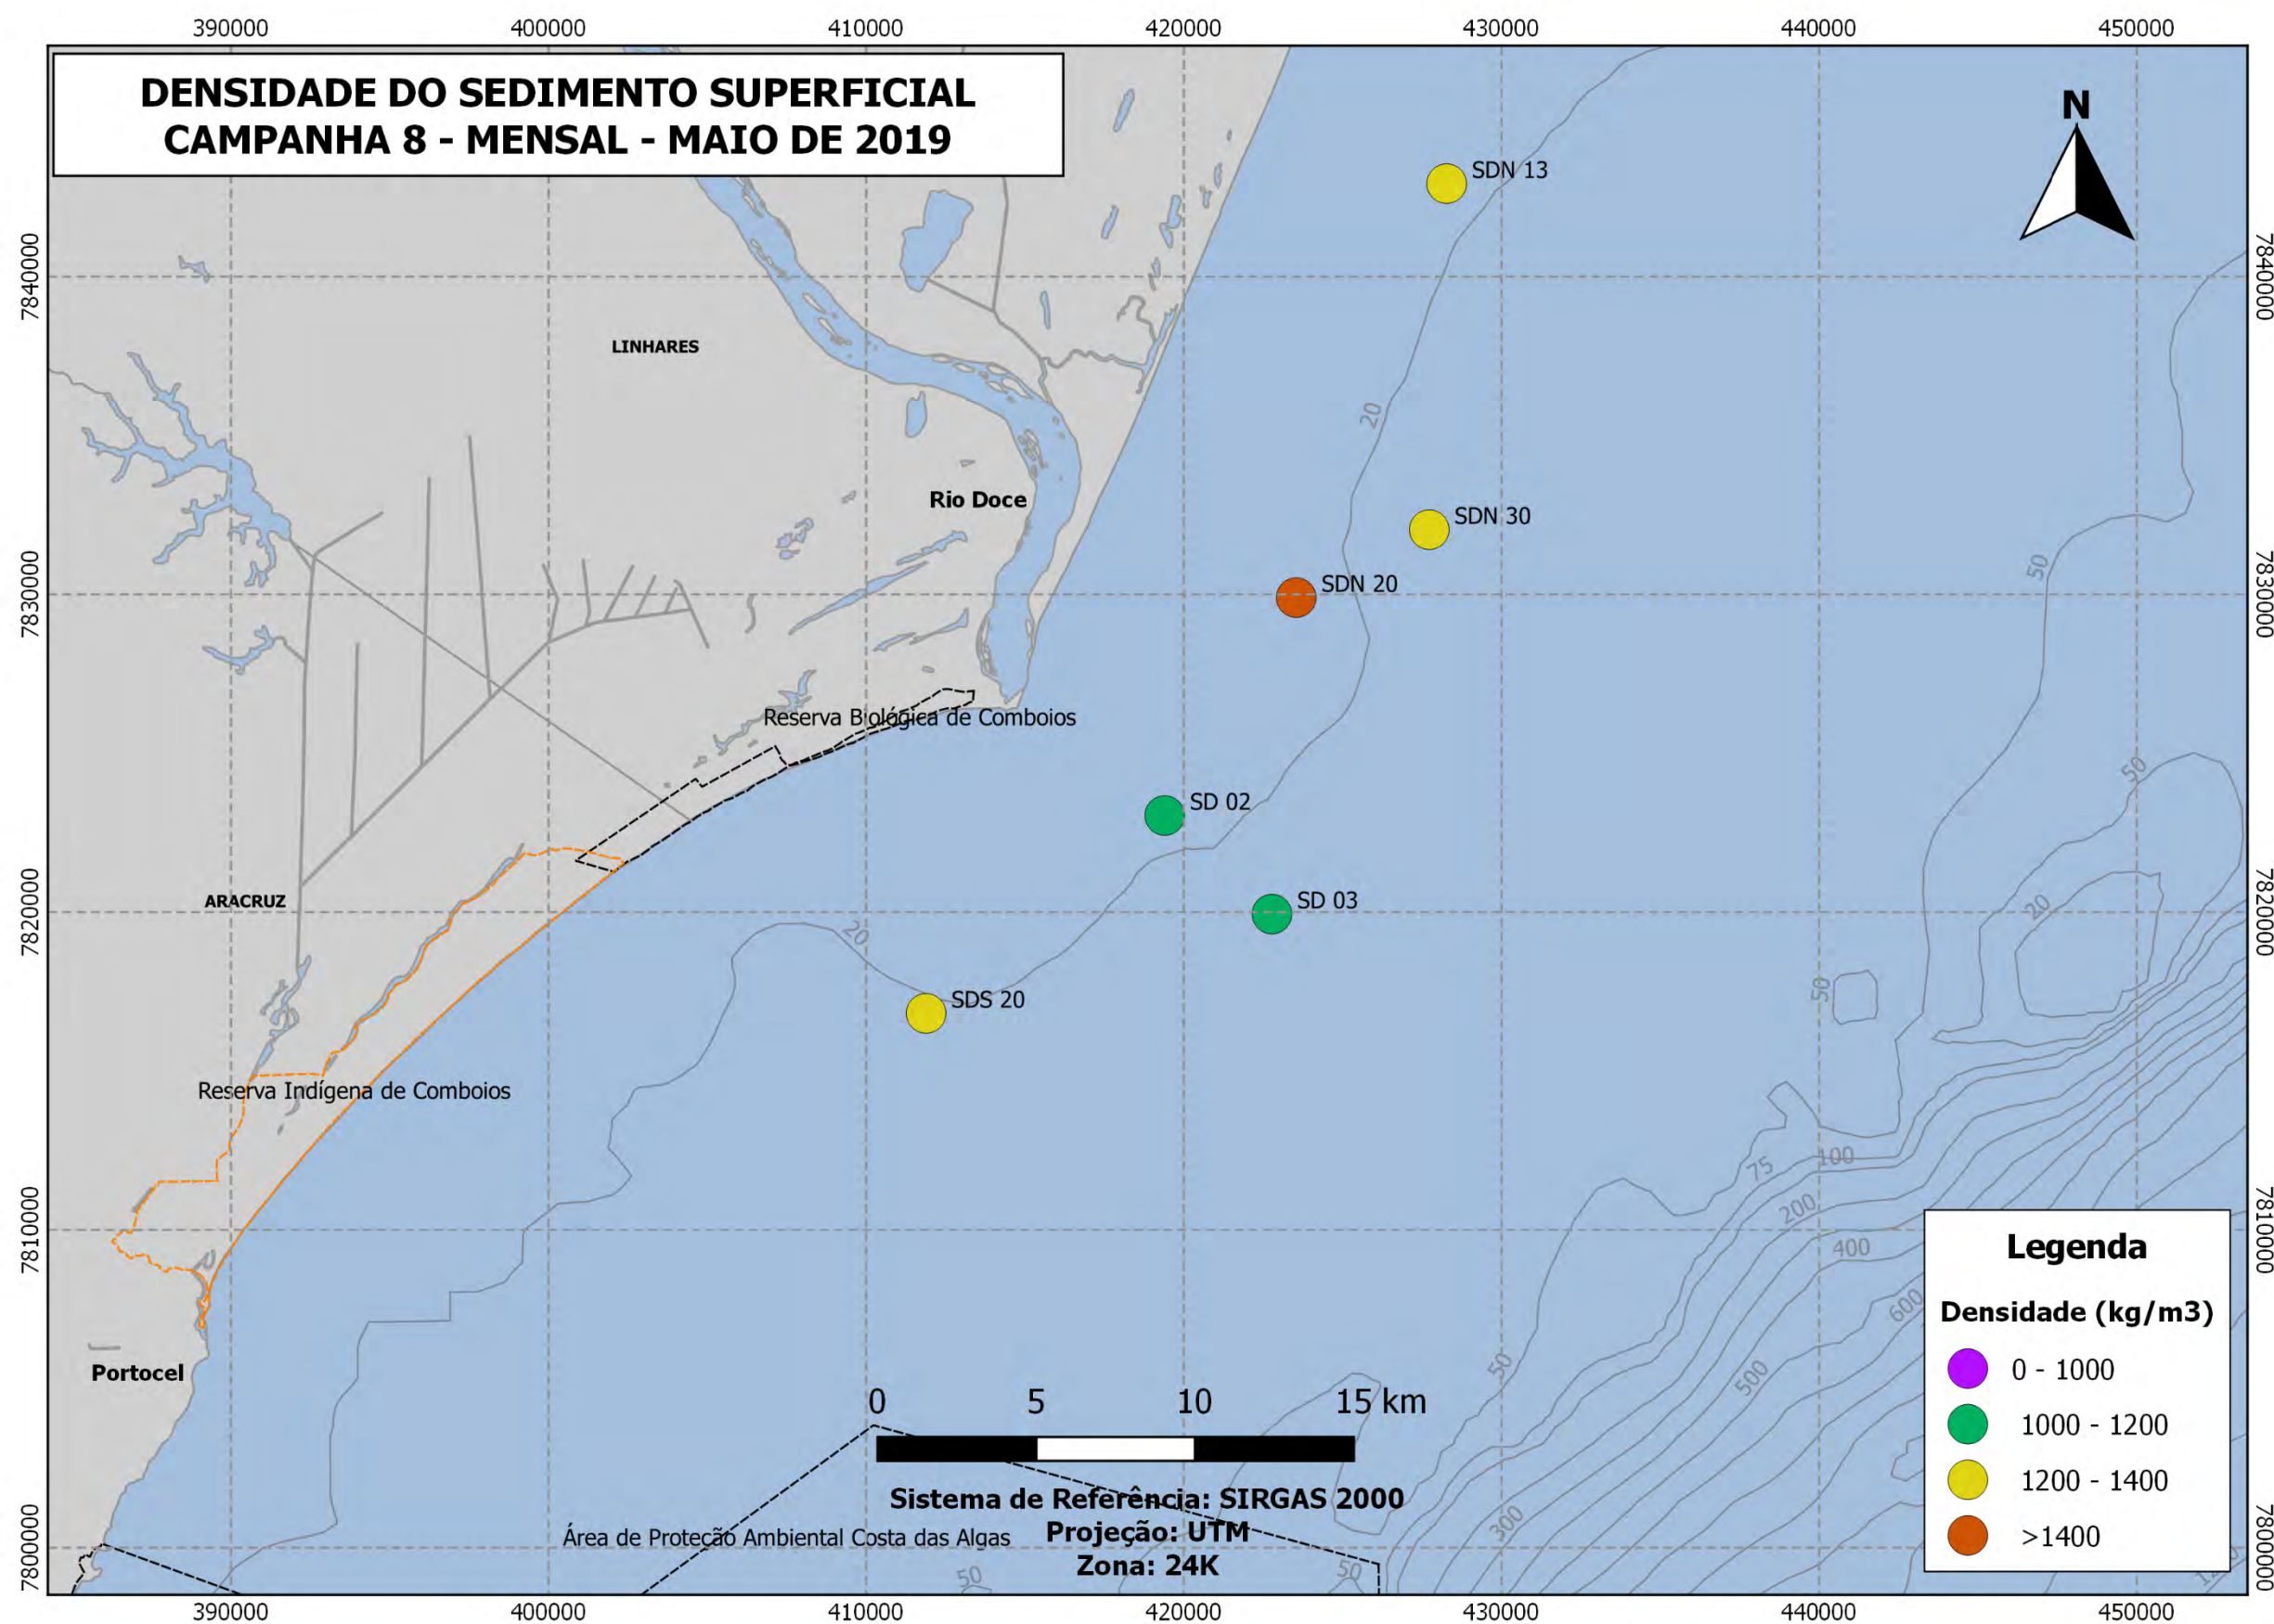 390000 400000 410000 420000 430000 440000 450000
DENSIDADE DO SEDIMENTO SUPERFICIAL
CAMPANHA 8 - MENSAL - MAIO DE 2019
N
SDN 13
7840000
7840000
LINHARES
20
Rio Doce
SDN 30
50
7830000
SDN 20
7830000
Reserva Biológica de Comboios
50
SD 02
ARACRUZ
SD 03
20
7820000
7820000
20
50
SDS 20
Reserva Indígena de Comboios
75
100
200
400
7810000
7810000
600
50
500
Portocel
0 5 10 15 km
Sistema de Referência: SIRGAS 2000
Projeção: UTM
Zona: 24K
Área de Proteção Ambiental Costa das Algas
300
50
50
7800000
7800000
Legenda
Densidade (kg/m3)
0 - 1000
1000 - 1200
1200 - 1400
>1400
390000 400000 410000 420000 430000 440000 450000